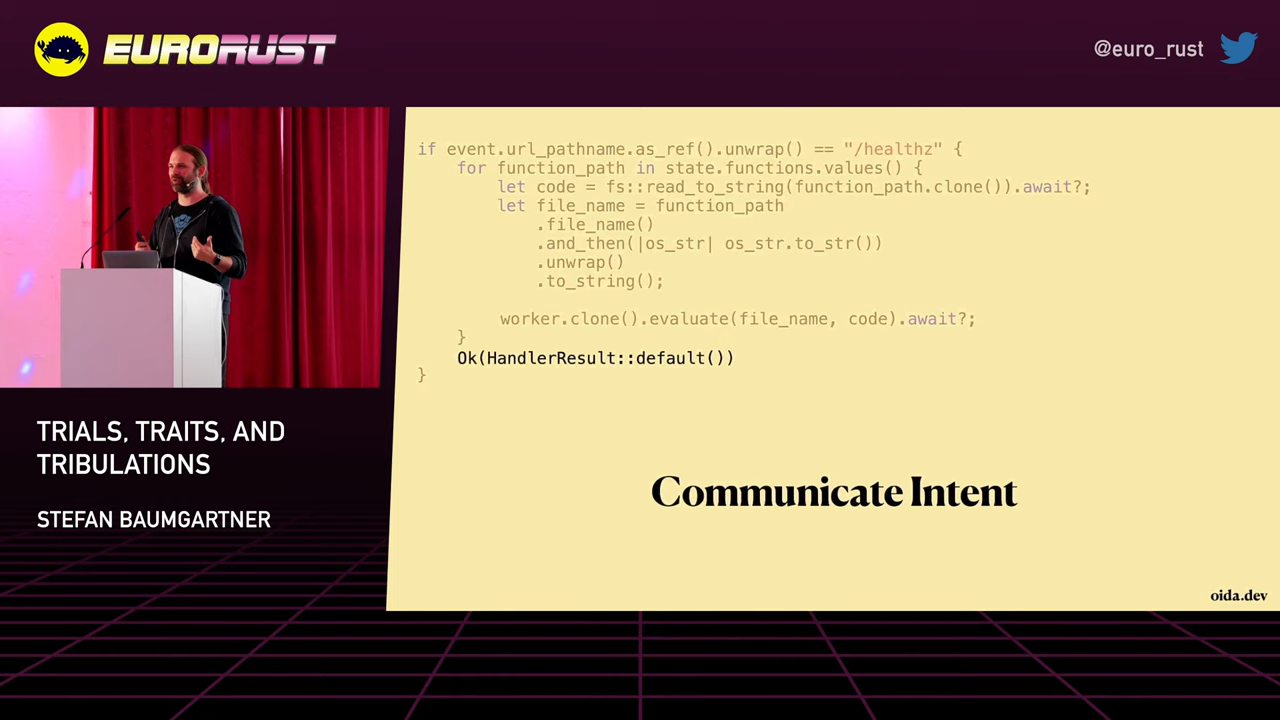 EURORUST
@euro_rust
if event.url_pathname.as_ref().unwrap() == "/healthz" {
for function_path in state.functions.values() {
let code = fs::read_to_string(function_path.clone()).await?;
let file_name = function_path
.file_name()
.and_then(|os_str| os_str.to_str())
.unwrap()
.to_string();
worker.clone().evaluate(file_name, code).await?;
}
Ok(HandlerResult::default())
}
Communicate Intent
oida.dev
TRIALS, TRAITS, AND
TRIBULATIONS
STEFAN BAUMGARTNER